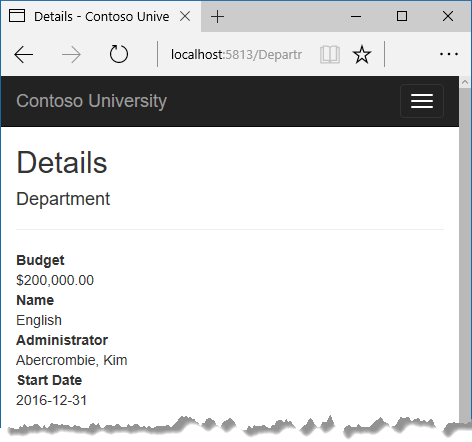 Details - Contoso Unive
localhost:5813/Departr
Contoso University
Details
Department
Budget
$200,000.00
Name
English
Administrator
Abercrombie, Kim
Start Date
2016-12-31